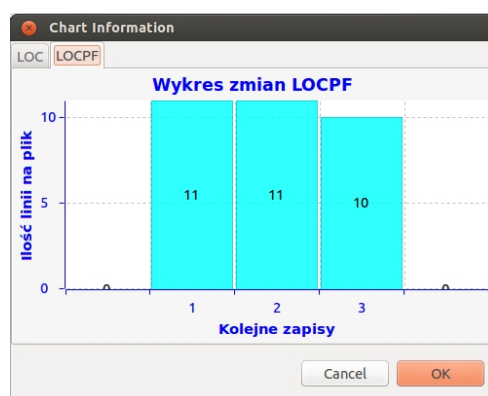 Chart Information
LOC LOCPF
Wykres zmian LOCPF
Ilość linii na plik
10
5
0
0 11 11 10 0
1 2 3
Kolejne zapisy
Cancel OK